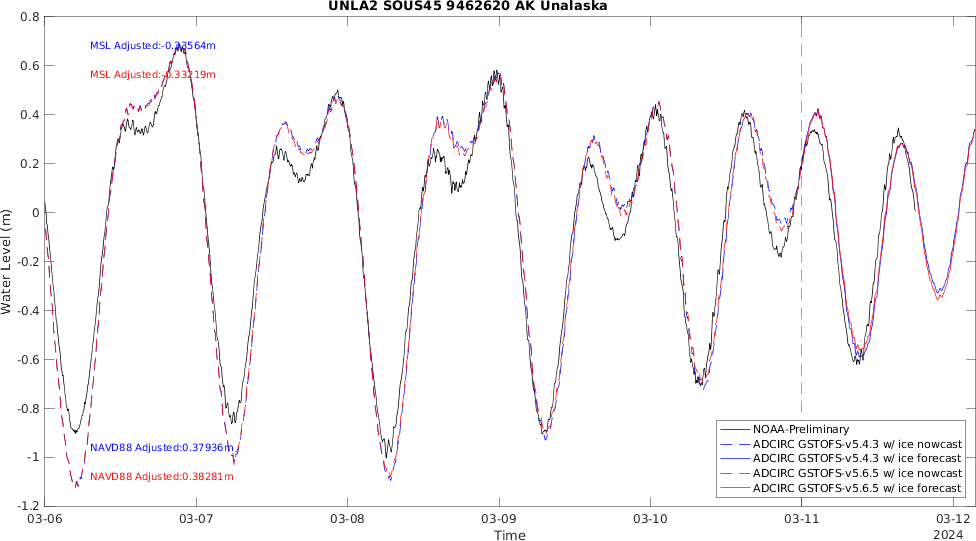 UNLA2 SOUS45 9462620 AK Unalaska
0.8
0.6
0.4
0.2
0
-0.2
-0.4
-0.6
-0.8
-1
-1.2
Water Level (m)
MSL Adjusted:-0.33564m
MSL Adjusted:-0.33219m
NAVD88 Adjusted:0.37936m
NAVD88 Adjusted:0.38281m
NOAA-Preliminary
ADCIRC GSTOFS-v5.4.3 w/ ice nowcast
ADCIRC GSTOFS-v5.4.3 w/ ice forecast
ADCIRC GSTOFS-v5.6.5 w/ ice nowcast
ADCIRC GSTOFS-v5.6.5 w/ ice forecast
03-06 03-07 03-08 03-09 03-10 03-11 03-12
Time
2024